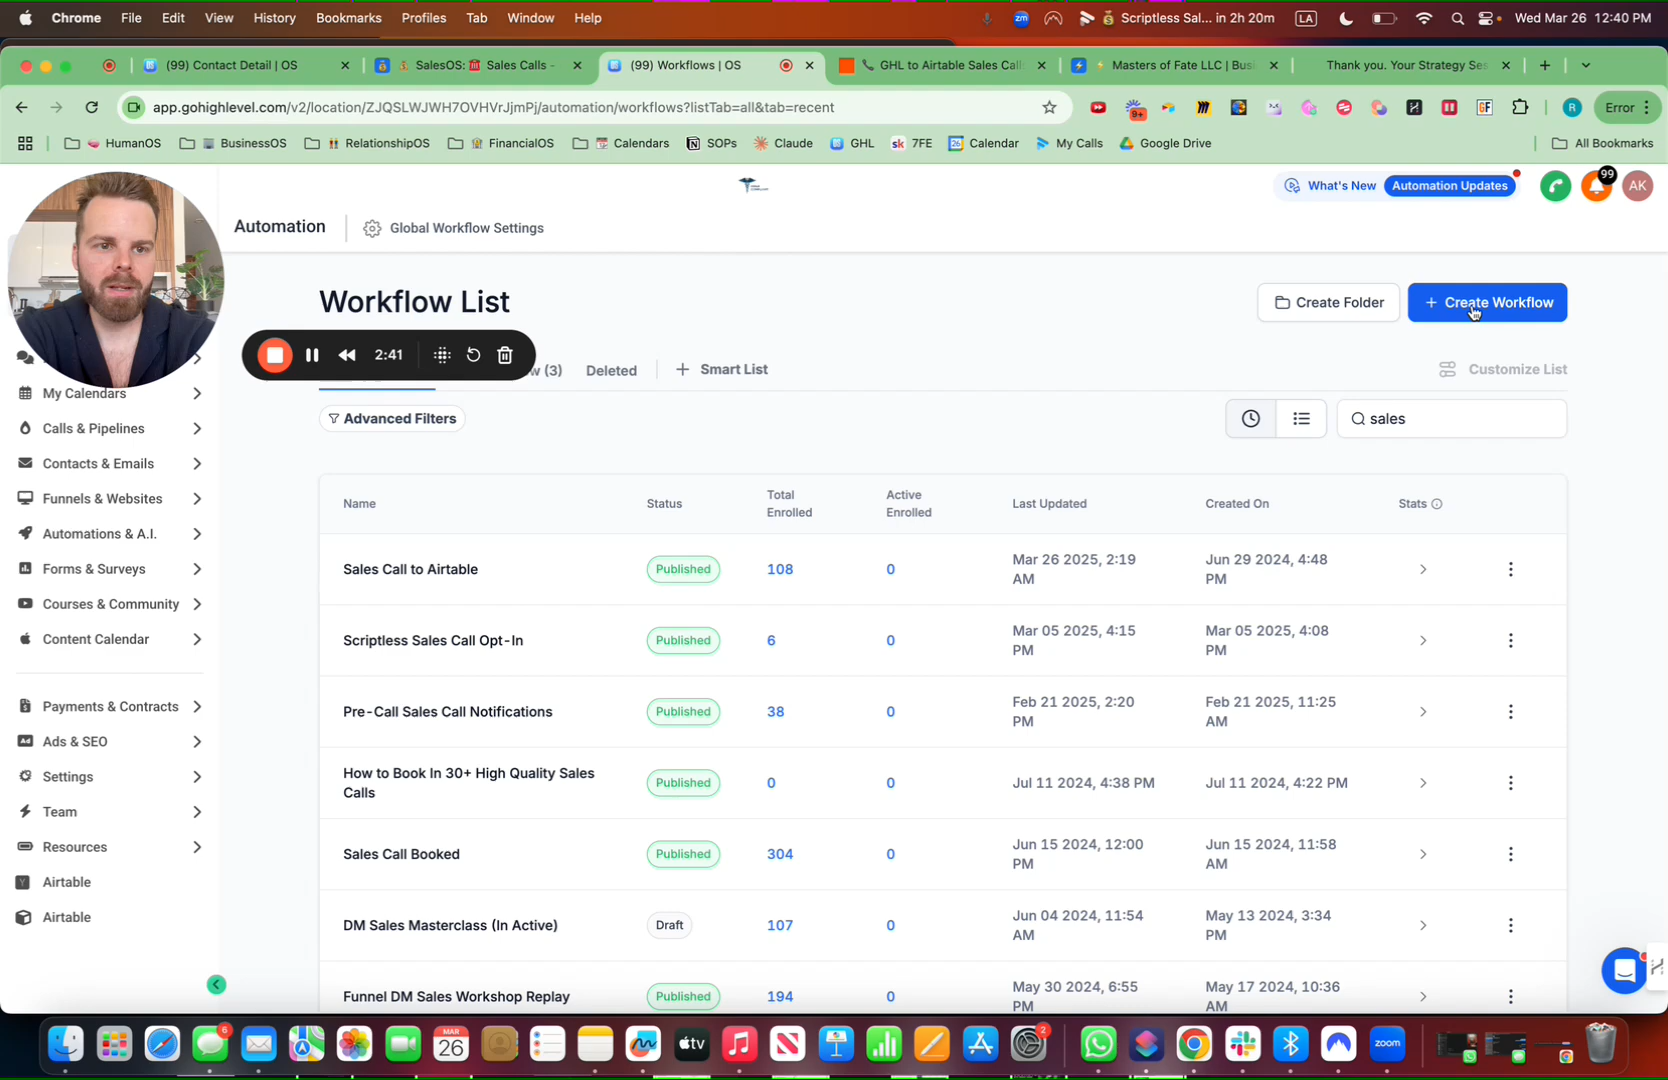 Chrome File Edit View History Bookmarks Profiles Tab Window Help
zm Scriptless Sal... in 2h 20m LA Wed Mar 26 12:40 PM
(99) Contact Detail | OS
SalesOS: Sales Calls -
(99) Workflows | OS
GHL to Airtable Sales Call
Masters of Fate LLC | Busi
Thank you. Your Strategy Ses
app.gohighlevel.com/v2/location/ZJQSLWJWH7OVHVrJjmPj/automation/workflows?listTab=all&tab=recent
9+
R
Error
HumanOS BusinessOS RelationshipOS FinancialOS Calendars SOPs Claude GHL 7FE Calendar My Calls Google Drive All Bookmarks
What's New Automation Updates 99 AK
Automation Global Workflow Settings
Workflow List Create Folder + Create Workflow
2:41
w (3) Deleted + Smart List Customize List
Advanced Filters sales
My Calendars
Calls & Pipelines
Contacts & Emails
Funnels & Websites
Automations & A.I.
Forms & Surveys
Courses & Community
Content Calendar
Payments & Contracts
Ads & SEO
Settings
Team
Resources
Airtable
Airtable
Name Status Total Enrolled Active Enrolled Last Updated Created On Stats
Sales Call to Airtable Published 108 0 Mar 26 2025, 2:19 AM Jun 29 2024, 4:48 PM
Scriptless Sales Call Opt-In Published 6 0 Mar 05 2025, 4:15 PM Mar 05 2025, 4:08 PM
Pre-Call Sales Call Notifications Published 38 0 Feb 21 2025, 2:20 PM Feb 21 2025, 11:25 AM
How to Book In 30+ High Quality Sales Calls Published 0 0 Jul 11 2024, 4:38 PM Jul 11 2024, 4:22 PM
Sales Call Booked Published 304 0 Jun 15 2024, 12:00 PM Jun 15 2024, 11:58 AM
DM Sales Masterclass (In Active) Draft 107 0 Jun 04 2024, 11:54 AM May 13 2024, 3:34 PM
Funnel DM Sales Workshop Replay Published 194 0 May 30 2024, 6:55 PM May 17 2024, 10:36 AM
6
MAR
26
tv
2
zoom